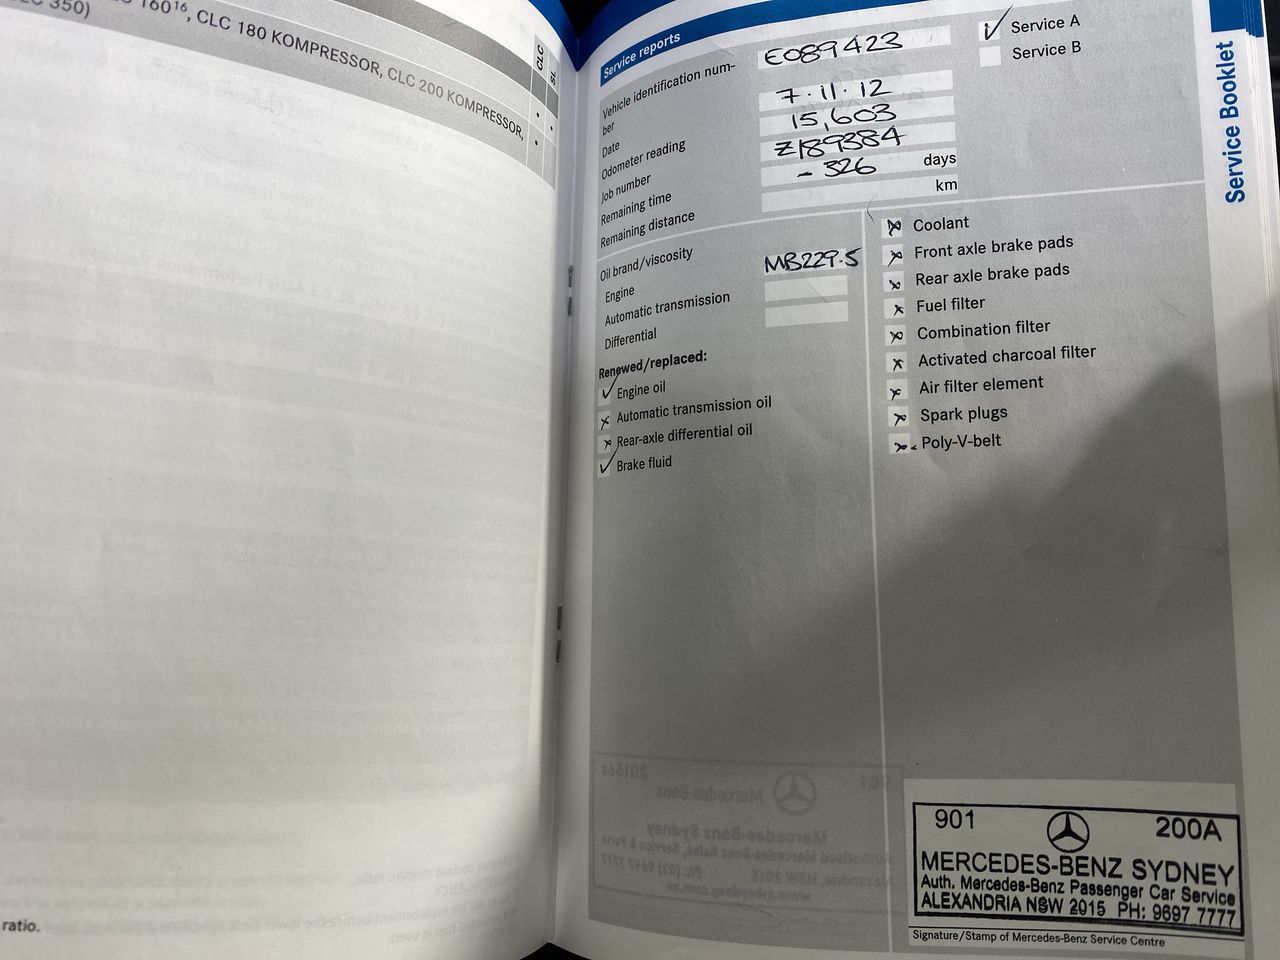 160¹⁶, CLC 180 KOMPRESSOR, CLC 200 KOMPRESSOR,
350)
CLC
SL
ratio.
Service reports
Vehicle identification num-
ber
E089423
Service A
Service B
Date
7·11·12
Odometer reading
15,603
Job number
Z189384
Remaining time
- 326
days
Remaining distance
km
Oil brand/viscosity
Engine
MB229.5
Automatic transmission
Differential
Renewed/replaced:
Engine oil
Automatic transmission oil
Rear-axle differential oil
Brake fluid
Coolant
Front axle brake pads
Rear axle brake pads
Fuel filter
Combination filter
Activated charcoal filter
Air filter element
Spark plugs
Poly-V-belt
901
200A
MERCEDES-BENZ SYDNEY
Auth. Mercedes-Benz Passenger Car Service
ALEXANDRIA NSW 2015 PH: 9697 7777
Signature/Stamp of Mercedes-Benz Service Centre
Service Booklet